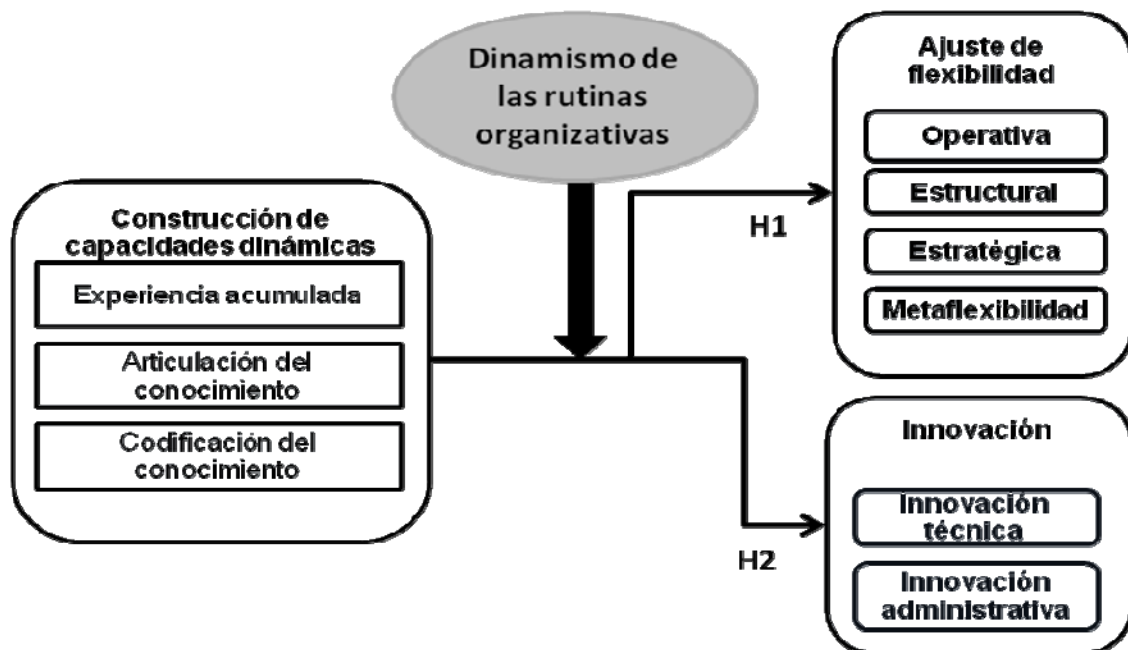 Dinamismo de
las rutinas
organizativas
Construcción de
capacidades dinámicas
Experiencia acumulada
Articulación del
conocimiento
Codificación del
conocimiento
H1
H2
Ajuste de
flexibilidad
Operativa
Estructural
Estratégica
Metaflexibilidad
Innovación
Innovación
técnica
Innovación
administrativa